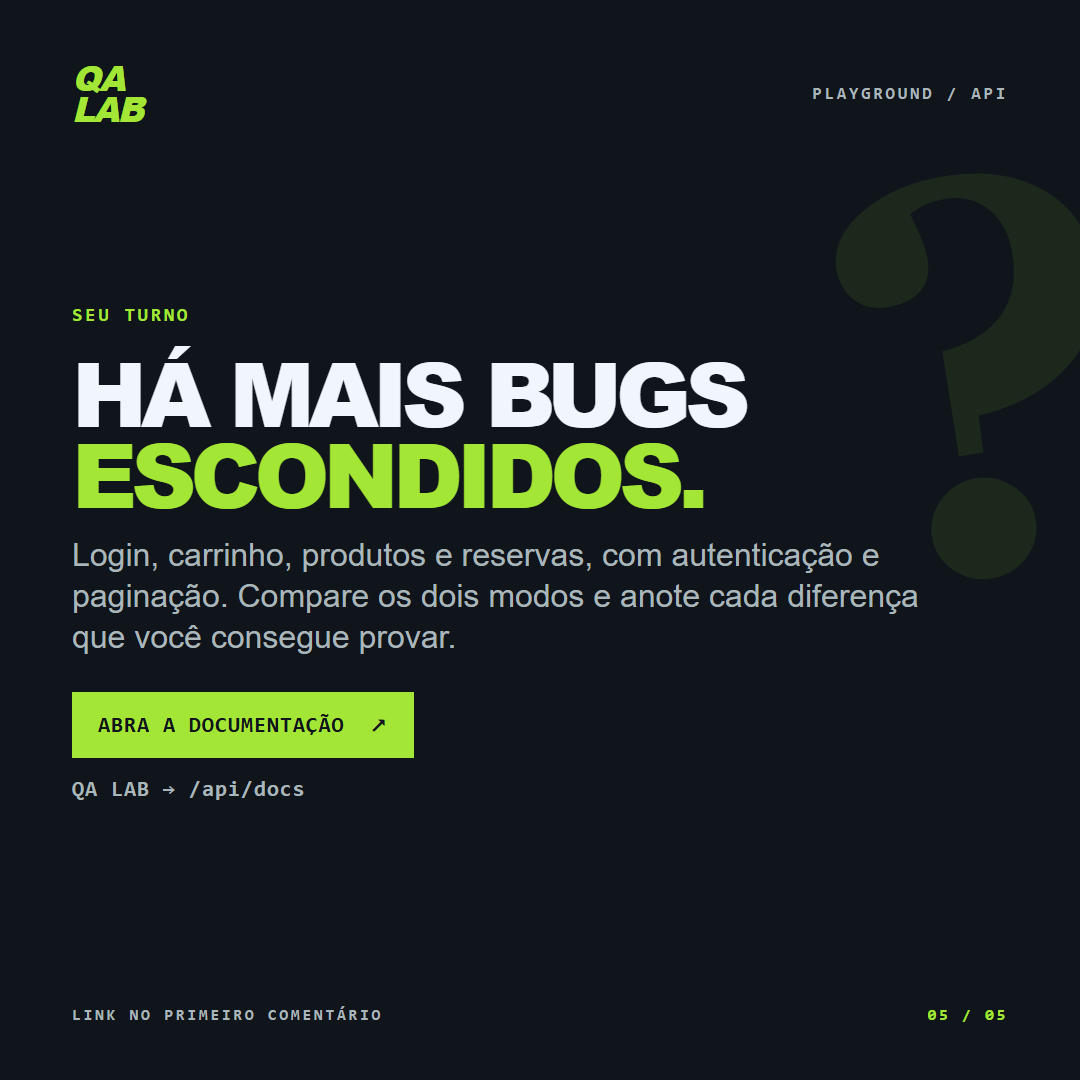 QA
LAB
PLAYGROUND / API
?
SEU TURNO
HÁ MAIS BUGS
ESCONDIDOS.
Login, carrinho, produtos e reservas, com autenticação e
paginação. Compare os dois modos e anote cada diferença
que você consegue provar.
ABRA A DOCUMENTAÇÃO ↗
QA LAB → /api/docs
LINK NO PRIMEIRO COMENTÁRIO
05 / 05